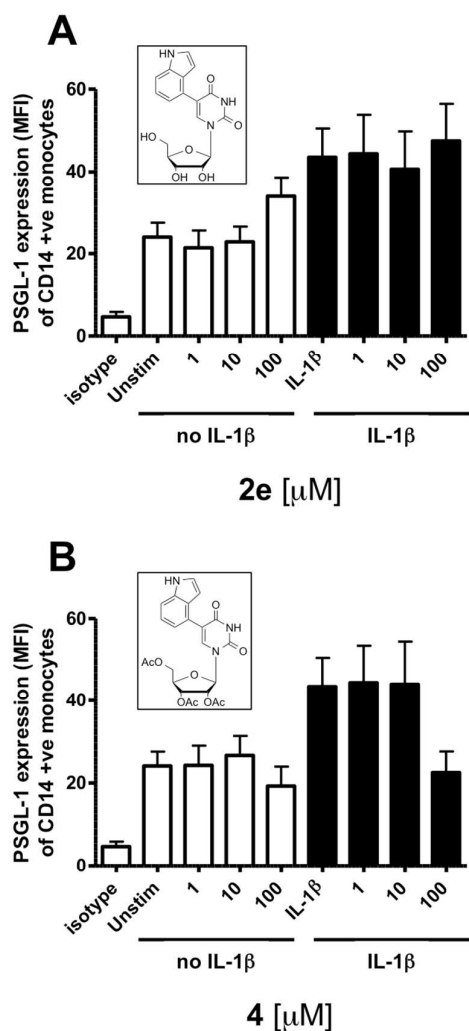 A
HN
O
NH
N
O
HO
O
OH OH
PSGL-1 expression (MFI)
of CD14 +ve monocytes
60
40
20
0
isotype
Unstim
1
10
100
IL-1β
1
10
100
no IL-1β
IL-1β
2e [μM]
B
HN
O
NH
N
O
AcO
O
OAc OAc
PSGL-1 expression (MFI)
of CD14 +ve monocytes
60
40
20
0
isotype
Unstim
1
10
100
IL-1β
1
10
100
no IL-1β
IL-1β
4 [μM]